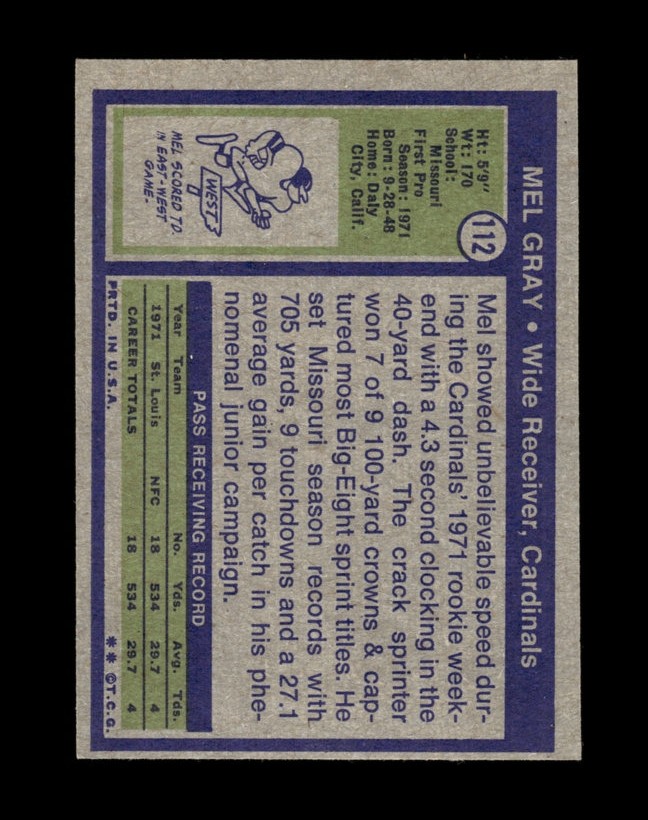 MEL GRAY • Wide Receiver, Cardinals
112
Ht: 5'9"
Wt: 170
School:
Missouri
First Pro
Season: 1971
Born: 9-28-48
Home: Daly
City, Calif.
WEST
MEL SCORED TD.
IN EAST-WEST
GAME.
Mel showed unbelievable speed dur-
ing the Cardinals' 1971 rookie week-
end with a 4.3 second clocking in the
40-yard dash. The crack sprinter
won 7 of 9 100-yard crowns & cap-
tured most Big-Eight sprint titles. He
set Missouri season records with
705 yards, 9 touchdowns and a 27.1
average gain per catch in his phe-
nomenal junior campaign.
PASS RECEIVING RECORD
Year Team No. Yds. Avg. Tds.
1971 St. Louis NFC 18 534 29.7 4
CAREER TOTALS 18 534 29.7 4
PRTD. IN U.S.A. ** ©T.C.G.